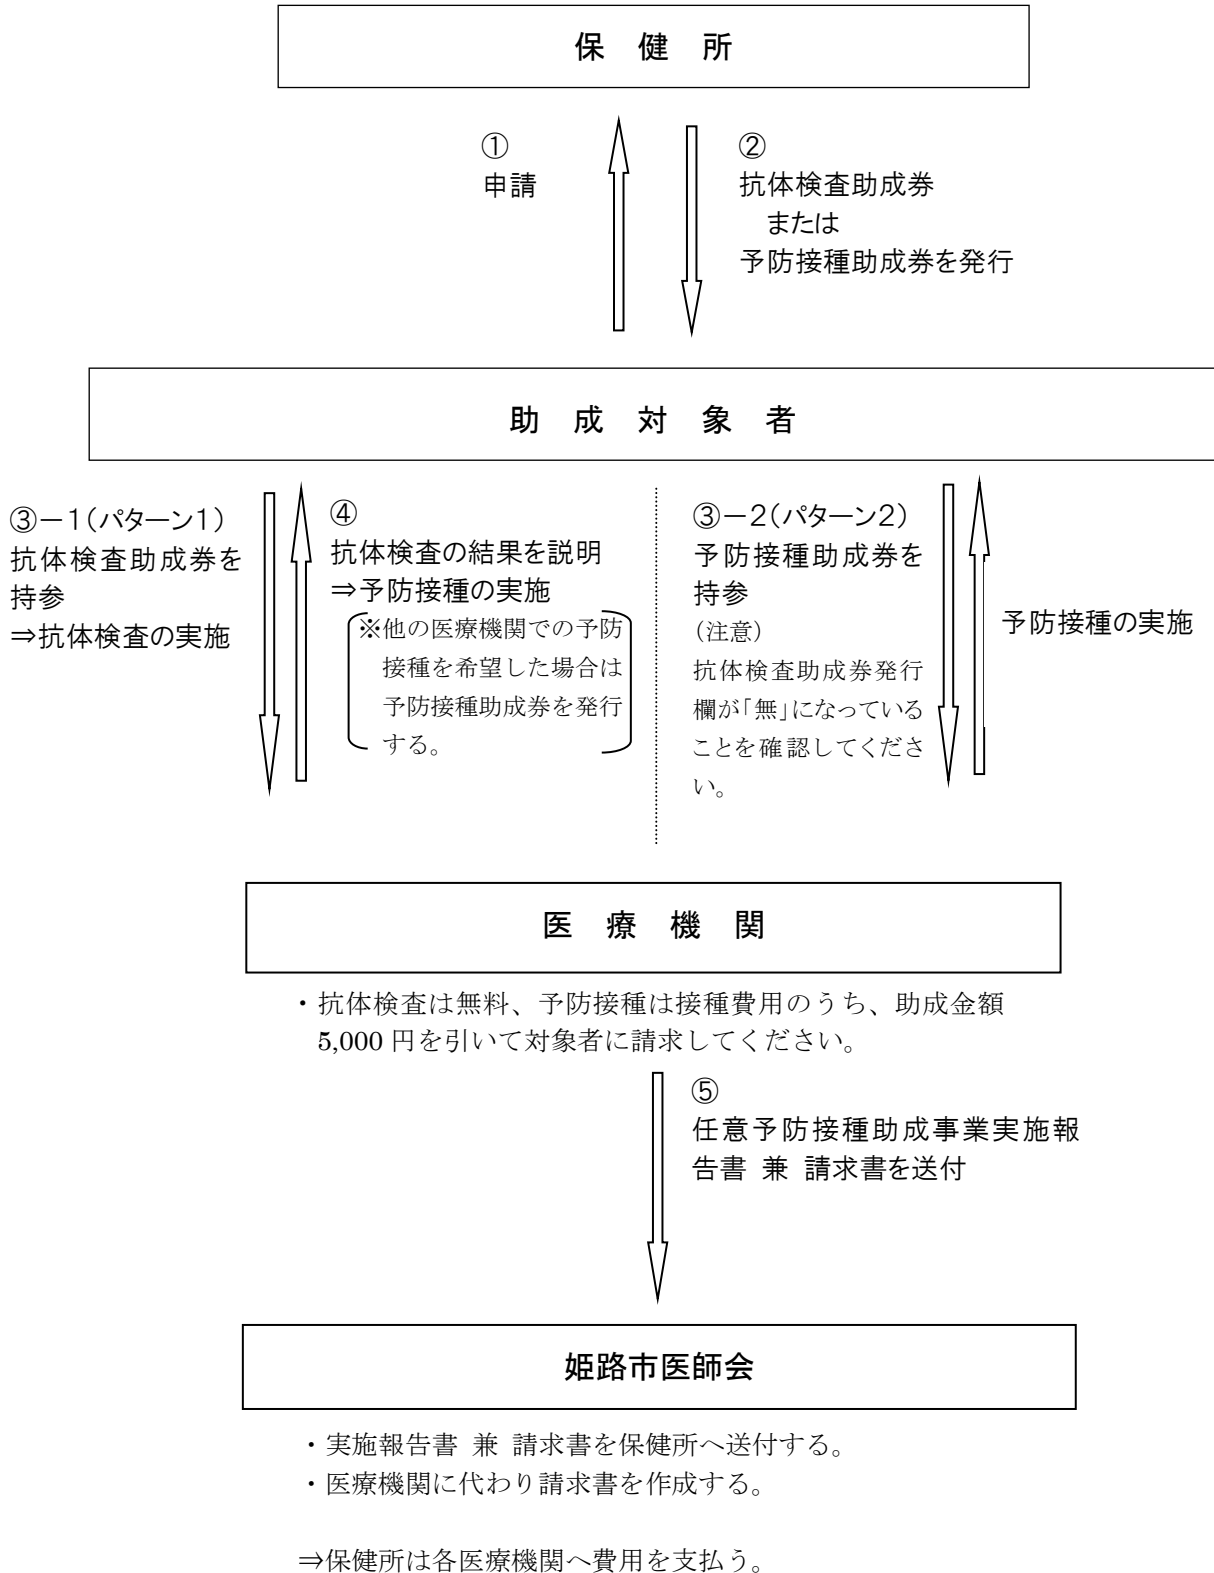 保　健　所
①
申請
②
抗体検査助成券
または
予防接種助成券を発行
助　成　対　象　者
③－1（パターン1）
抗体検査助成券を
持参
⇒抗体検査の実施
④
抗体検査の結果を説明
⇒予防接種の実施
※他の医療機関での予防
接種を希望した場合は
予防接種助成券を発行
する。
③－2（パターン2）
予防接種助成券を
持参
（注意）
抗体検査助成券発行
欄が「無」になっている
ことを確認してくださ
い。
予防接種の実施
医　療　機　関
・抗体検査は無料、予防接種は接種費用のうち、助成金額
5,000 円を引いて対象者に請求してください。
⑤
任意予防接種助成事業実施報
告書 兼 請求書を送付
姫路市医師会
・実施報告書 兼 請求書を保健所へ送付する。
・医療機関に代わり請求書を作成する。
⇒保健所は各医療機関へ費用を支払う。